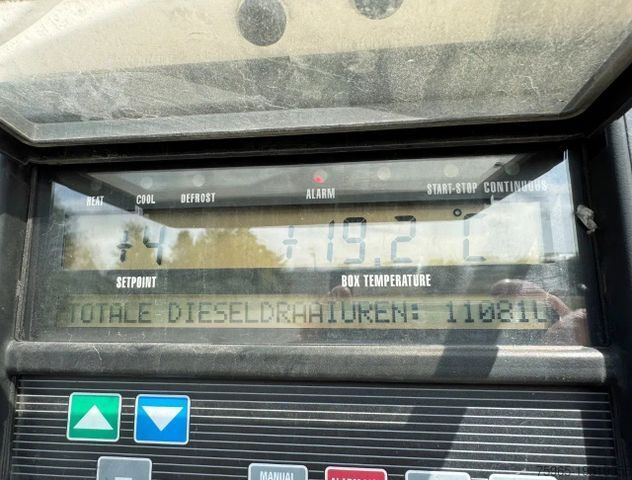 HEAT COOL DEFROST ALARM START-STOP CONTINUOUS
+4 +19.2 °C
SETPOINT BOX TEMPERATURE
TOTALE DIESELDRAAIUREN: 11081U
MANUAL